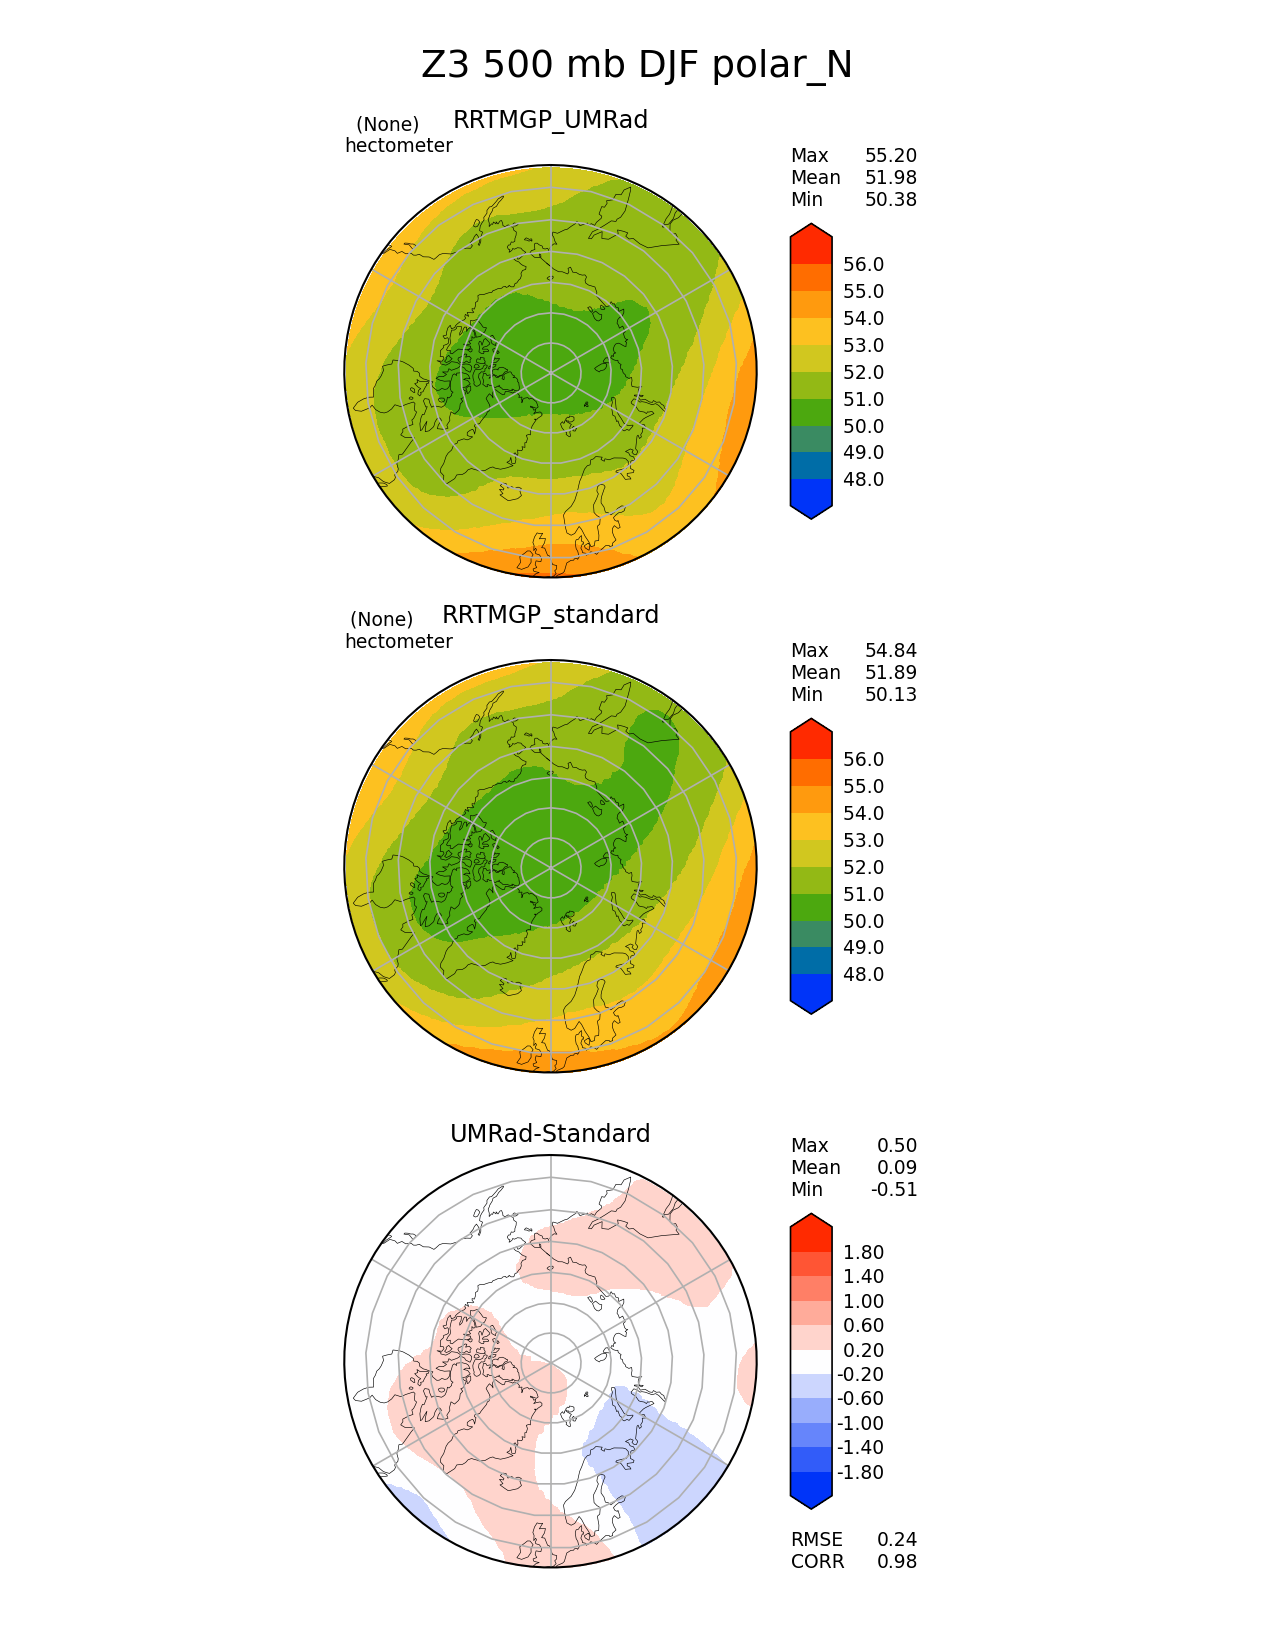 Z3 500 mb DJF polar_N
(None) RRTMGP_UMRad
hectometer
Max 55.20
Mean 51.98
Min 50.38
56.0
55.0
54.0
53.0
52.0
51.0
50.0
49.0
48.0
(None) RRTMGP_standard
hectometer
Max 54.84
Mean 51.89
Min 50.13
56.0
55.0
54.0
53.0
52.0
51.0
50.0
49.0
48.0
UMRad-Standard
Max 0.50
Mean 0.09
Min -0.51
1.80
1.40
1.00
0.60
0.20
-0.20
-0.60
-1.00
-1.40
-1.80
RMSE 0.24
CORR 0.98